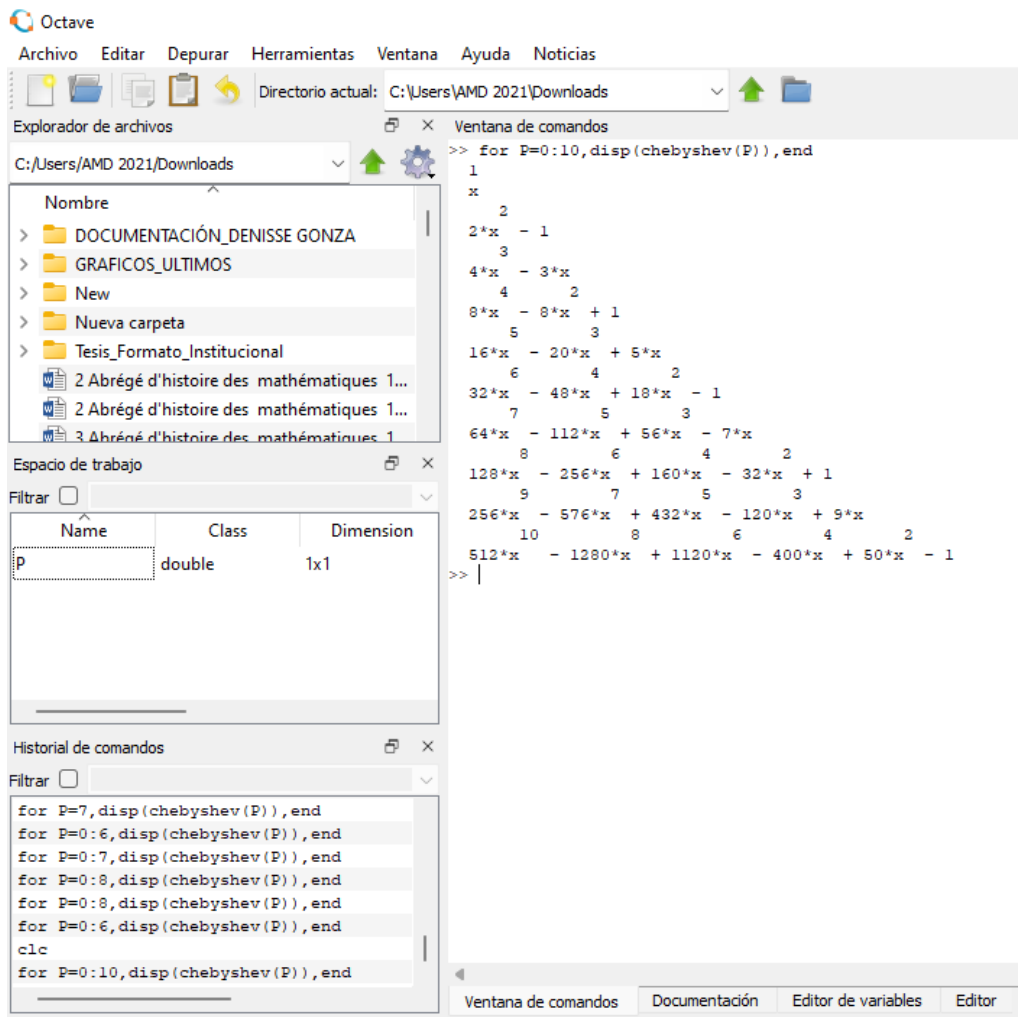 Octave
Archivo Editar Depurar Herramientas Ventana Ayuda Noticias
Directorio actual: C:\Users\AMD 2021\Downloads
Explorador de archivos
C:/Users/AMD 2021/Downloads
Nombre
DOCUMENTACIÓN_DENISSE GONZA
GRAFICOS_ULTIMOS
New
Nueva carpeta
Tesis_Formato_Institucional
2 Abrégé d'histoire des mathématiques 1...
2 Abrégé d'histoire des mathématiques 1...
3 Abrégé d'histoire des mathématiques 1
Espacio de trabajo
Filtrar
Name Class Dimension
P double 1x1
Historial de comandos
Filtrar
for P=7,disp(chebyshev(P)),end
for P=0:6,disp(chebyshev(P)),end
for P=0:7,disp(chebyshev(P)),end
for P=0:8,disp(chebyshev(P)),end
for P=0:8,disp(chebyshev(P)),end
for P=0:6,disp(chebyshev(P)),end
clc
for P=0:10,disp(chebyshev(P)),end
Ventana de comandos
>> for P=0:10,disp(chebyshev(P)),end
1
x
2
2*x - 1
3
4*x - 3*x
4 2
8*x - 8*x + 1
5 3
16*x - 20*x + 5*x
6 4 2
32*x - 48*x + 18*x - 1
7 5 3
64*x - 112*x + 56*x - 7*x
8 6 4 2
128*x - 256*x + 160*x - 32*x + 1
9 7 5 3
256*x - 576*x + 432*x - 120*x + 9*x
10 8 6 4 2
512*x - 1280*x + 1120*x - 400*x + 50*x - 1
>>
Ventana de comandos Documentación Editor de variables Editor